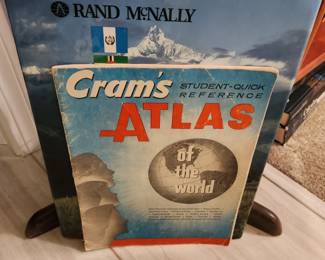 RAND McNALLY
Cram's
STUDENT-QUICK
REFERENCE
ATLAS
of
the
world